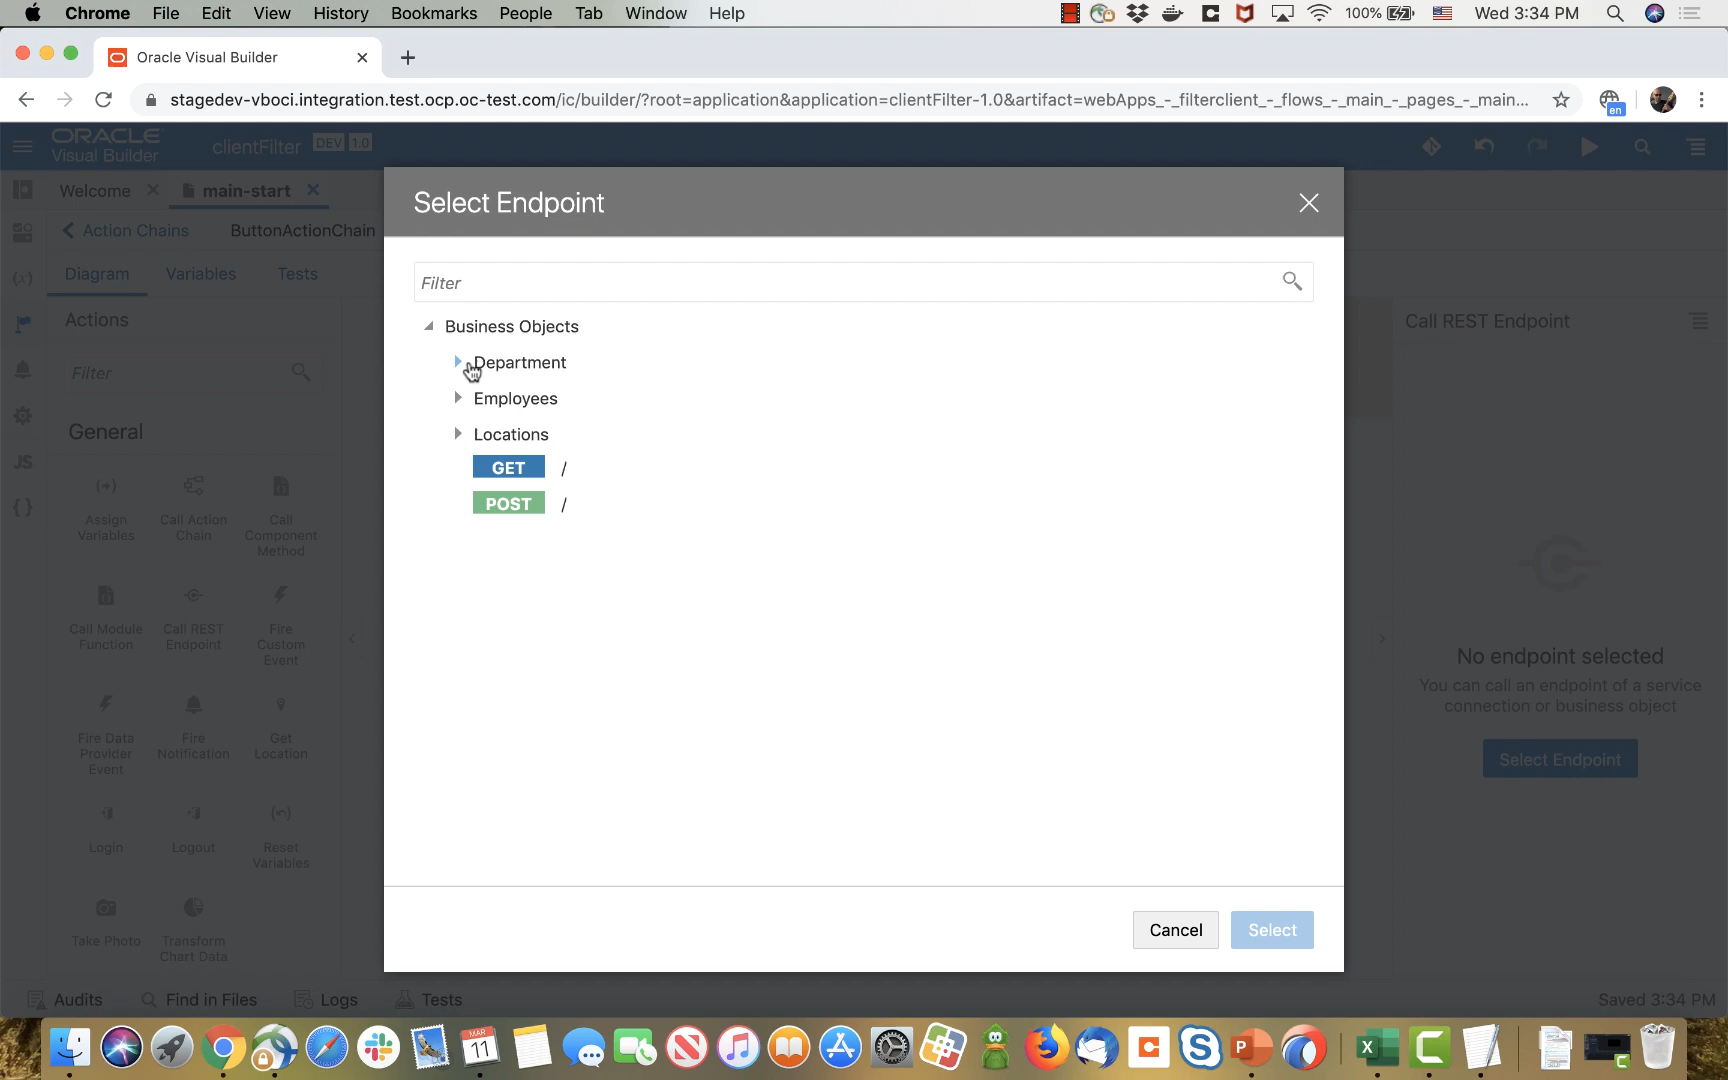 Chrome File Edit View History Bookmarks People Tab Window Help
100% Wed 3:34 PM
Oracle Visual Builder
stagedev-vboci.integration.test.ocp.oc-test.com/ic/builder/?root=application&application=clientFilter-1.0&artifact=webApps_-_filterclient_-_flows_-_main_-_pages_-_main...
en
ORACLE
Visual Builder
clientFilter DEV 1.0
Welcome main-start
Action Chains ButtonActionChain
Diagram Variables Tests
Actions
Filter
General
Assign Variables
Call Action Chain
Call Component Method
Call Module Function
Call REST Endpoint
Fire Custom Event
Fire Data Provider Event
Fire Notification
Get Location
Login
Logout
Reset Variables
Take Photo
Transform Chart Data
(x)
JS
{ }
Select Endpoint
Filter
Business Objects
Department
Employees
Locations
GET /
POST /
Cancel Select
Call REST Endpoint
No endpoint selected
You can call an endpoint of a service
connection or business object
Select Endpoint
Audits Find in Files Logs Tests
Saved 3:34 PM
MAR
11